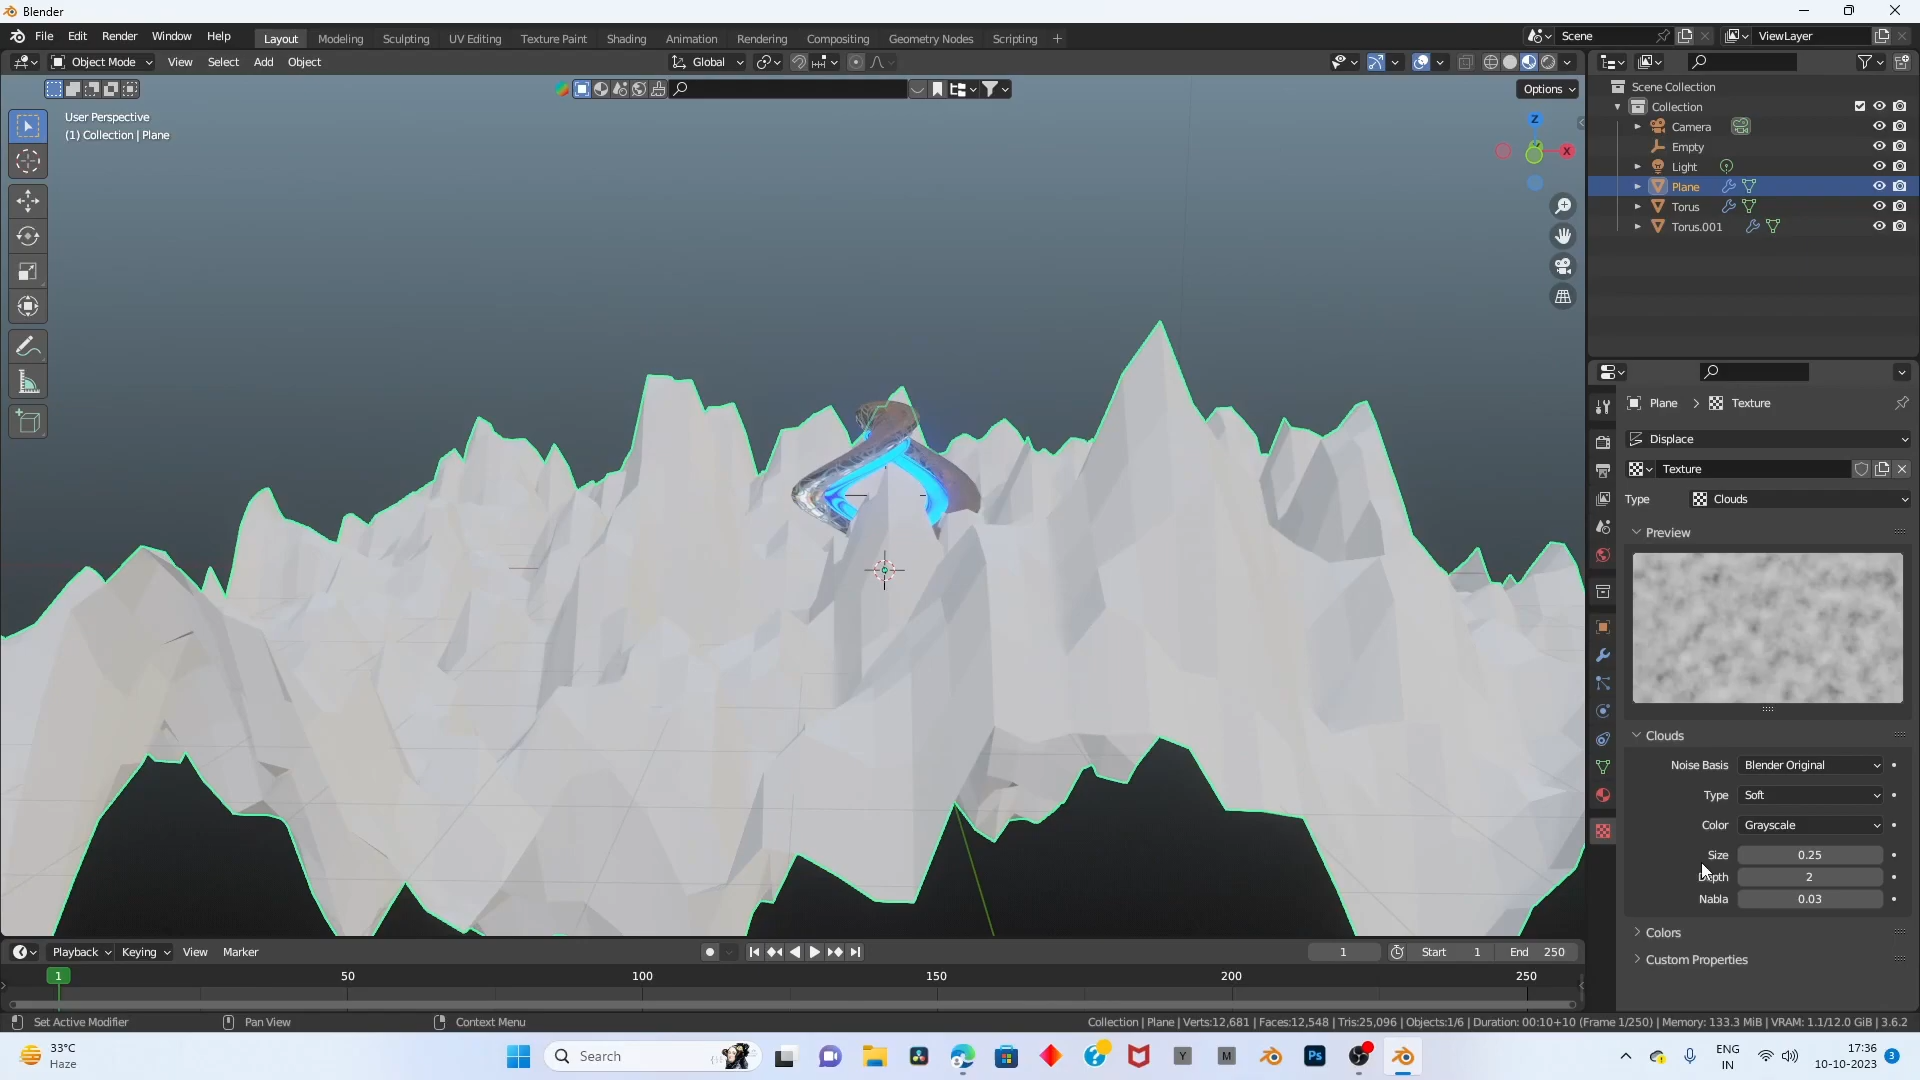 Blender
File Edit Render Window Help Layout Modeling Sculpting UV Editing Texture Paint Shading Animation Rendering Compositing Geometry Nodes Scripting + Scene ViewLayer
Object Mode View Select Add Object Global
Options
User Perspective
(1) Collection | Plane
Z
X
Scene Collection
Collection
Camera
Empty
Light
Plane
Torus
Torus.001
Plane > Texture
Displace
Texture
Type Clouds
Preview
Clouds
Noise Basis Blender Original
Type Soft
Color Grayscale
Size 0.25
Depth 2
Nabla 0.03
Colors
Custom Properties
Playback Keying View Marker 1 Start 1 End 250
1 50 100 150 200 250
Set Active Modifier Pan View Context Menu Collection | Plane | Verts:12,681 | Faces:12,548 | Tris:25,096 | Objects:1/6 | Duration: 00:10+10 (Frame 1/250) | Memory: 133.3 MiB | VRAM: 1.1/12.0 GiB | 3.6.2
33°C
Haze
Search
Y
M
Ps
ENG
IN
17:36
10-10-2023
3